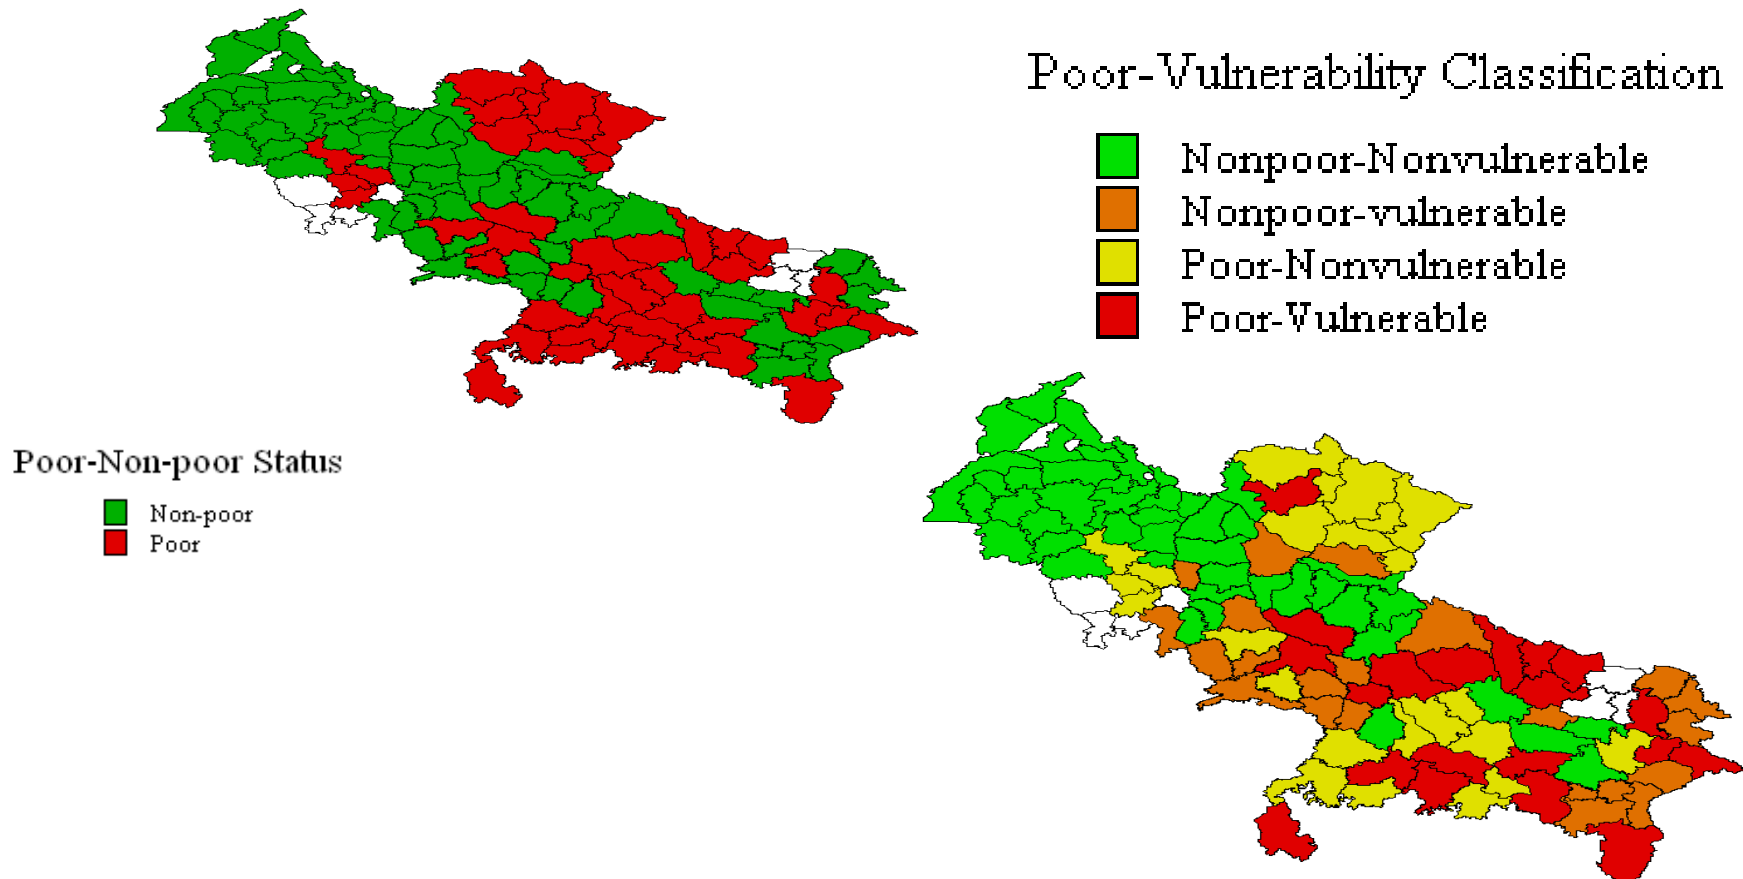 Poor-Vulnerability Classification
Nonpoor-Nonvulnerable
Nonpoor-vulnerable
Poor-Nonvulnerable
Poor-Vulnerable
Poor-Non-poor Status
Non-poor
Poor